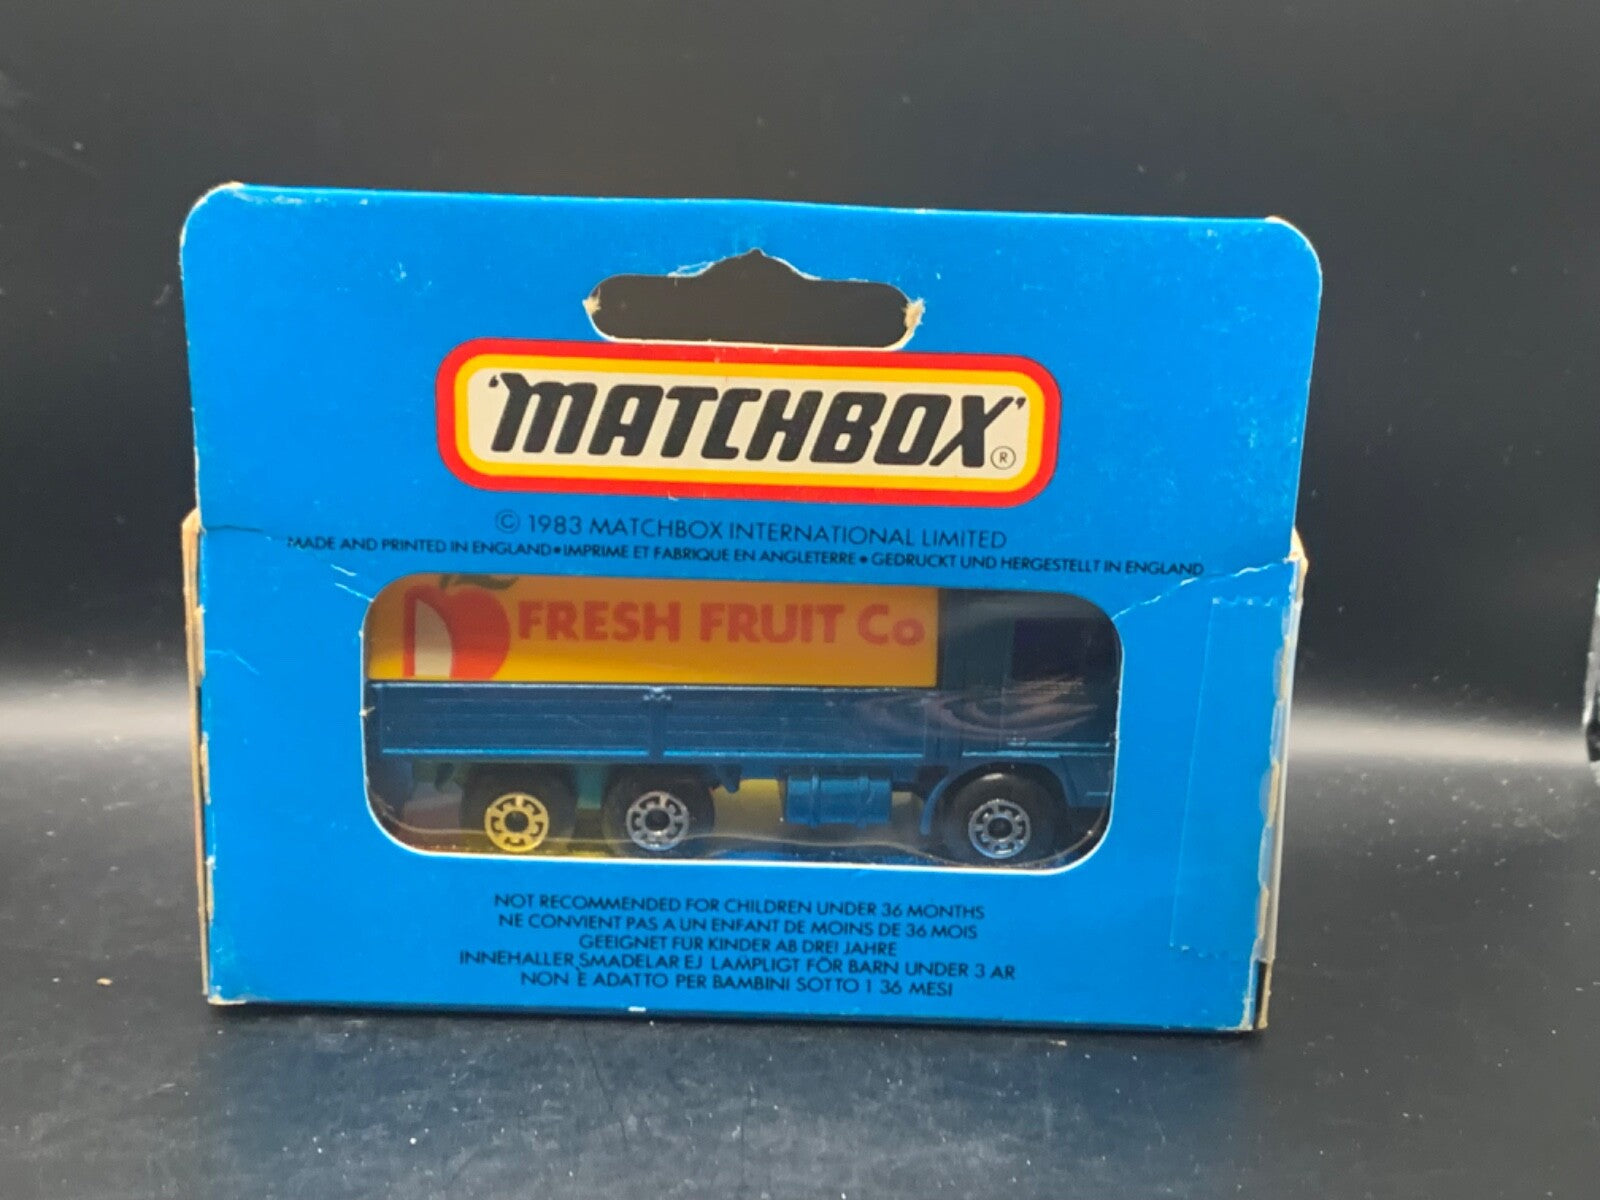 'MATCHBOX'®
© 1983 MATCHBOX INTERNATIONAL LIMITED
MADE AND PRINTED IN ENGLAND • IMPRIME ET FABRIQUE EN ANGLETERRE • GEDRUCKT UND HERGESTELLT IN ENGLAND
FRESH FRUIT Co
NOT RECOMMENDED FOR CHILDREN UNDER 36 MONTHS
NE CONVIENT PAS A UN ENFANT DE MOINS DE 36 MOIS
GEEIGNET FUR KINDER AB DREI JAHRE
INNEHALLER SMADELAR EJ LAMPLIGT FÖR BARN UNDER 3 AR
NON È ADATTO PER BAMBINI SOTTO I 36 MESI